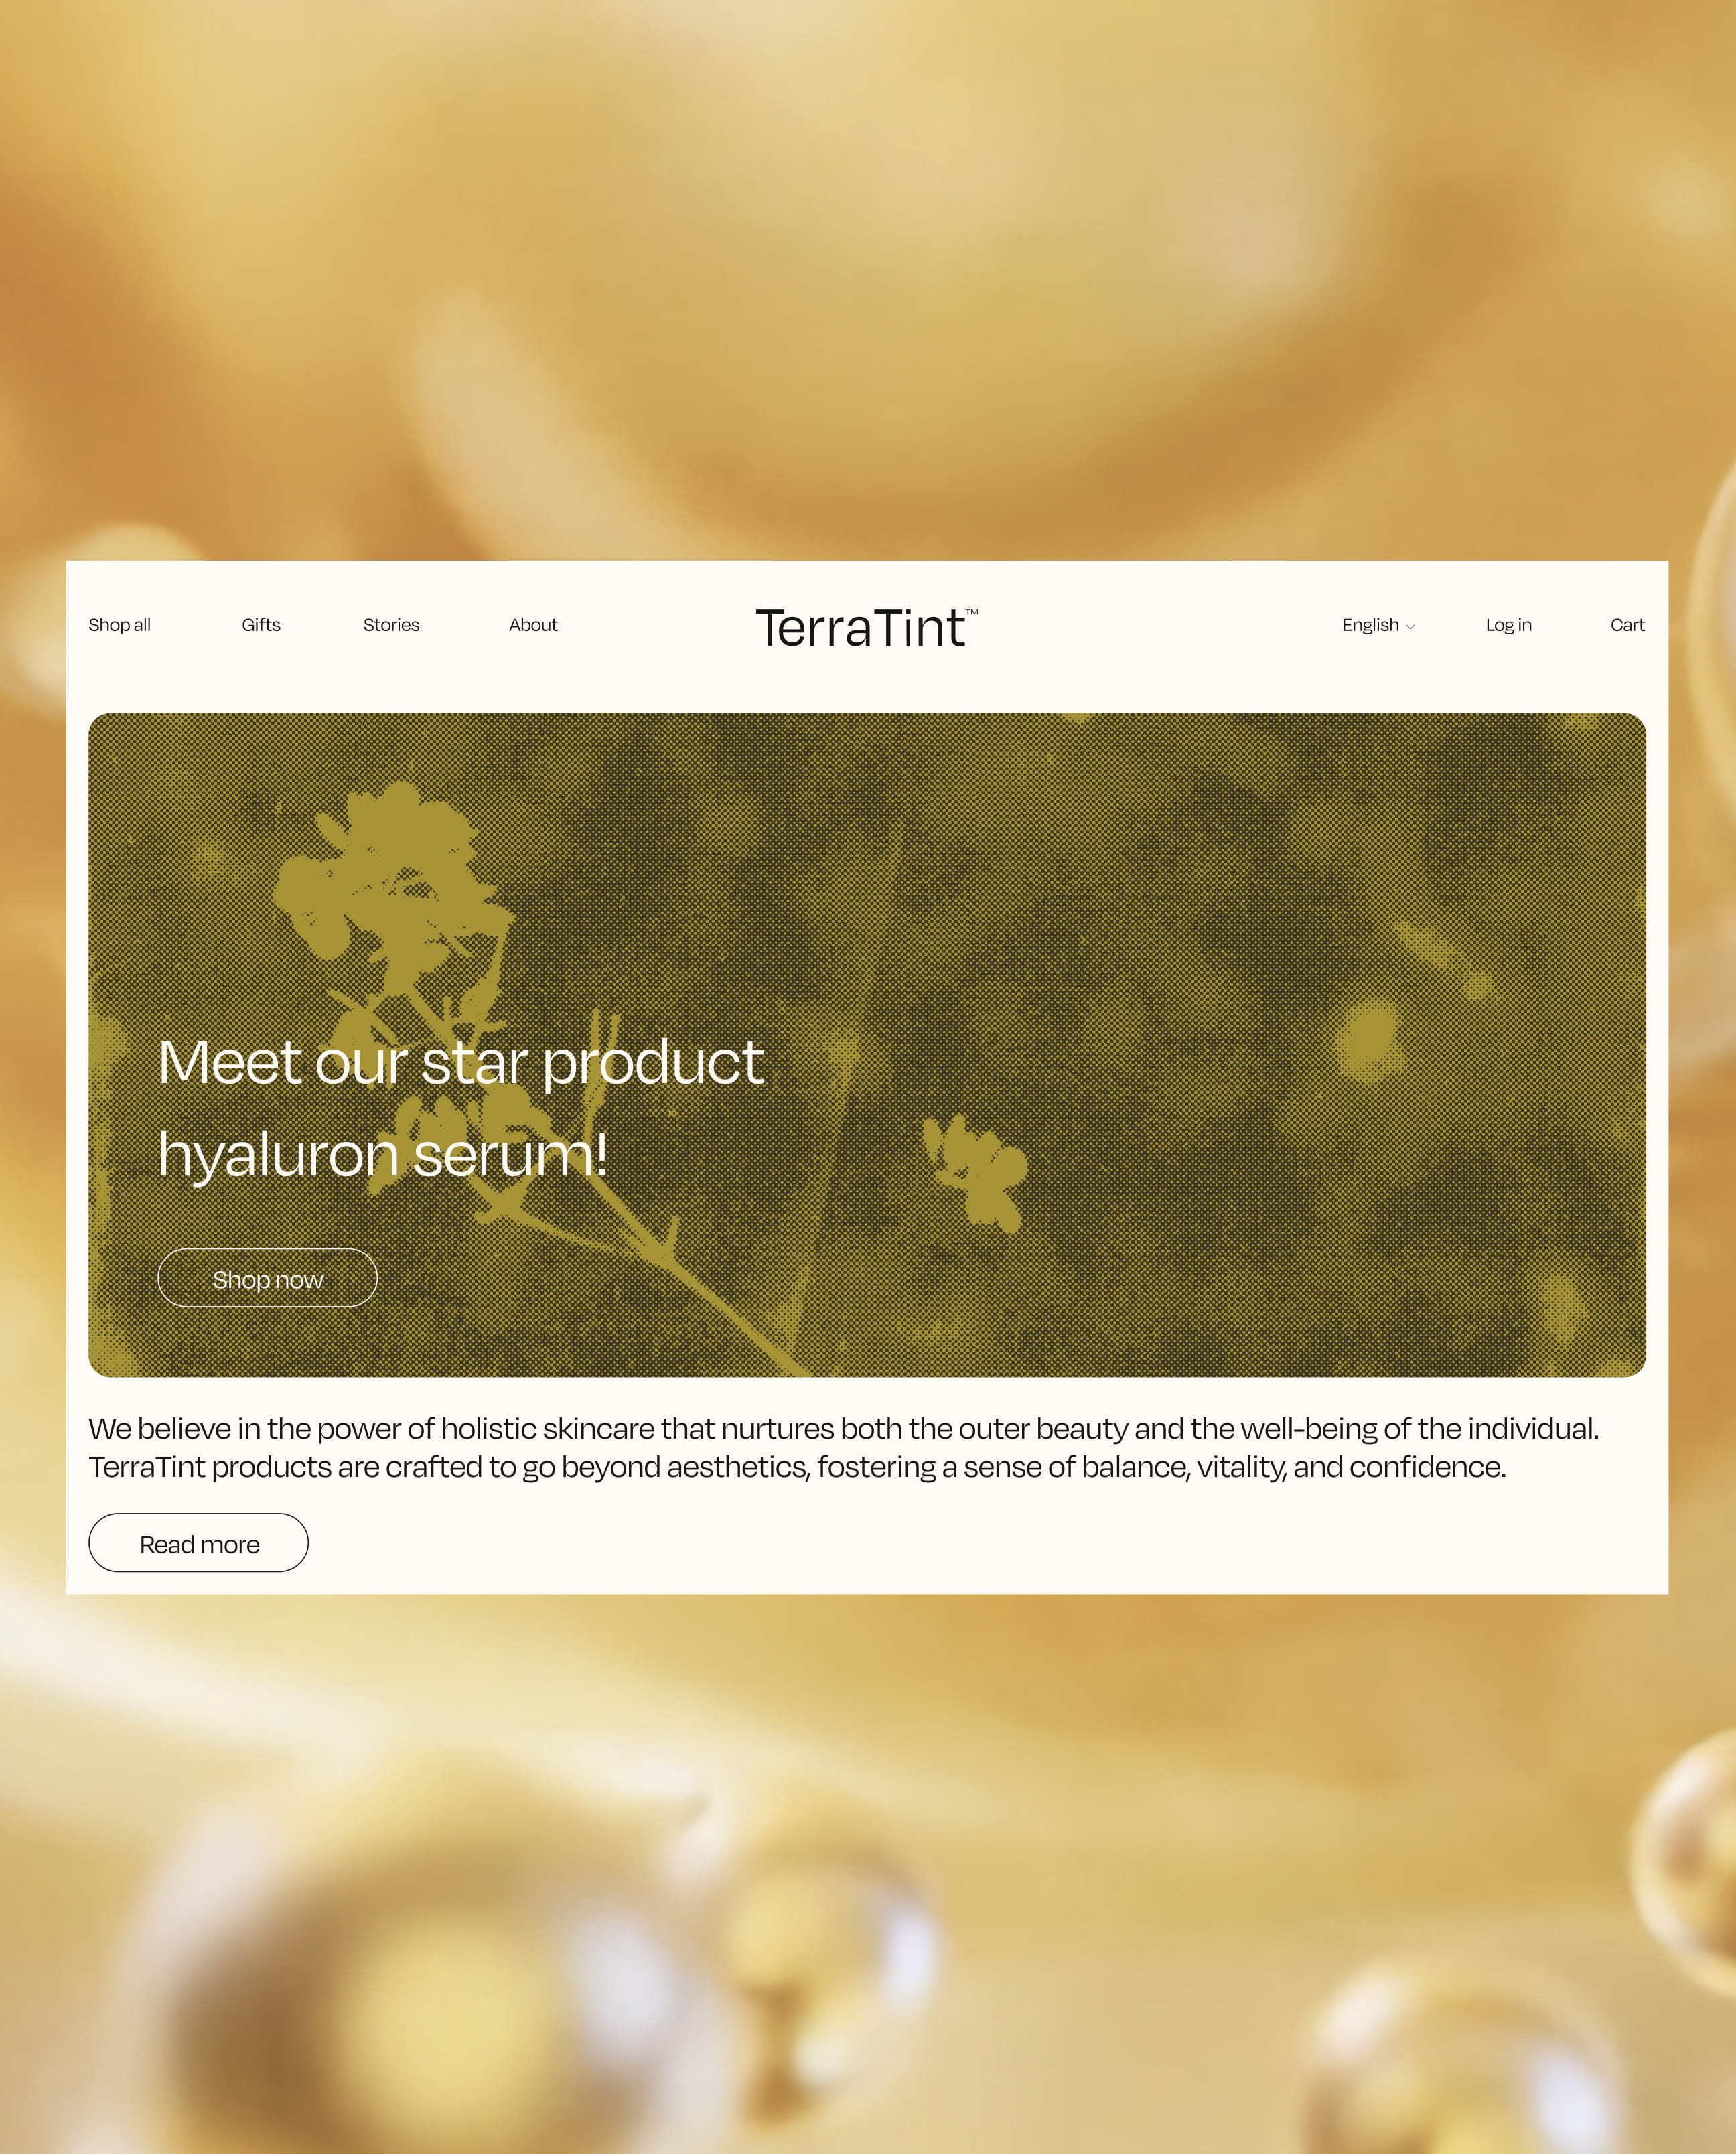 Shop all Gifts Stories About TerraTint™ English Log in Cart
Meet our star product
hyaluron serum!
Shop now
We believe in the power of holistic skincare that nurtures both the outer beauty and the well-being of the individual.
TerraTint products are crafted to go beyond aesthetics, fostering a sense of balance, vitality, and confidence.
Read more